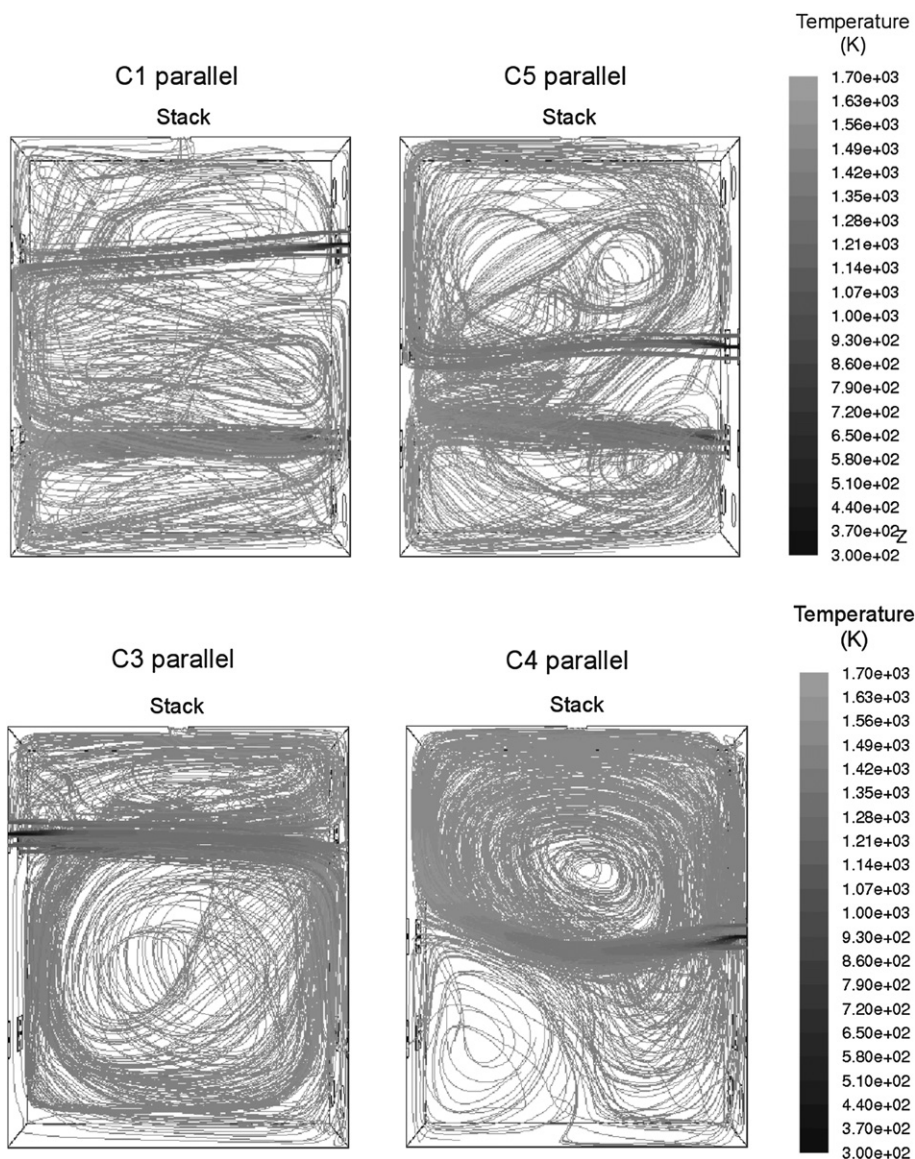 Temperature
(K)
C1 parallel
C5 parallel
Stack
Stack
1.70e+03
1.63e+03
1.56e+03
1.49e+03
1.42e+03
1.35e+03
1.28e+03
1.21e+03
1.14e+03
1.07e+03
1.00e+03
9.30e+02
8.60e+02
7.90e+02
7.20e+02
6.50e+02
5.80e+02
5.10e+02
4.40e+02
3.70e+02
Z
3.00e+02
Temperature
(K)
C3 parallel
C4 parallel
Stack
Stack
1.70e+03
1.63e+03
1.56e+03
1.49e+03
1.42e+03
1.35e+03
1.28e+03
1.21e+03
1.14e+03
1.07e+03
1.00e+03
9.30e+02
8.60e+02
7.90e+02
7.20e+02
6.50e+02
5.80e+02
5.10e+02
4.40e+02
3.70e+02
3.00e+02